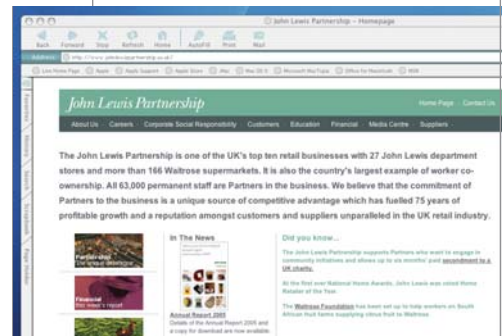 John Lewis Partnership – Homepage
Back Forward Stop Refresh Home AutoFill Print Mail
Address http://www.johnlewispartnership.co.uk/
Live Home Page Apple Apple Support Apple Store iMac Mac OS X Microsoft MacTopia Office for Macintosh MSN
Favorites
History
Search
Scrapbook
Page Holder
John Lewis Partnership
Home Page Contact Us
About Us Careers Corporate Social Responsibility Customers Education Financial Media Centre Suppliers
The John Lewis Partnership is one of the UK's top ten retail businesses with 27 John Lewis department
stores and more than 166 Waitrose supermarkets. It is also the country's largest example of worker co-
ownership. All 63,000 permanent staff are Partners in the business. We believe that the commitment of
Partners to the business is a unique source of competitive advantage which has fuelled 75 years of
profitable growth and a reputation amongst customers and suppliers unparalleled in the UK retail industry.
Partnership
Financial
this week's report
In The News
Annual Report 2005
Details of the Annual Report 2005 and
a copy for download are now available
Did you know...
The John Lewis Partnership supports Partners who want to engage in
community initiatives and allows up to six months' paid secondment to a
UK charity.
At the first ever National Home Awards, John Lewis was voted Home
Retailer of the Year.
The Waitrose Foundation has been set up to help workers on South
African fruit farms supplying citrus fruit to Waitrose.